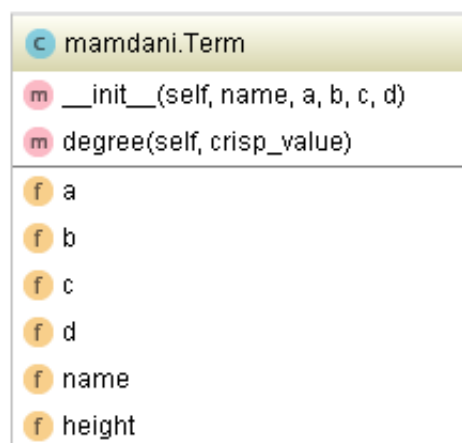 C mamdani.Term
m __init__(self, name, a, b, c, d)
m degree(self, crisp_value)
f a
f b
f c
f d
f name
f height